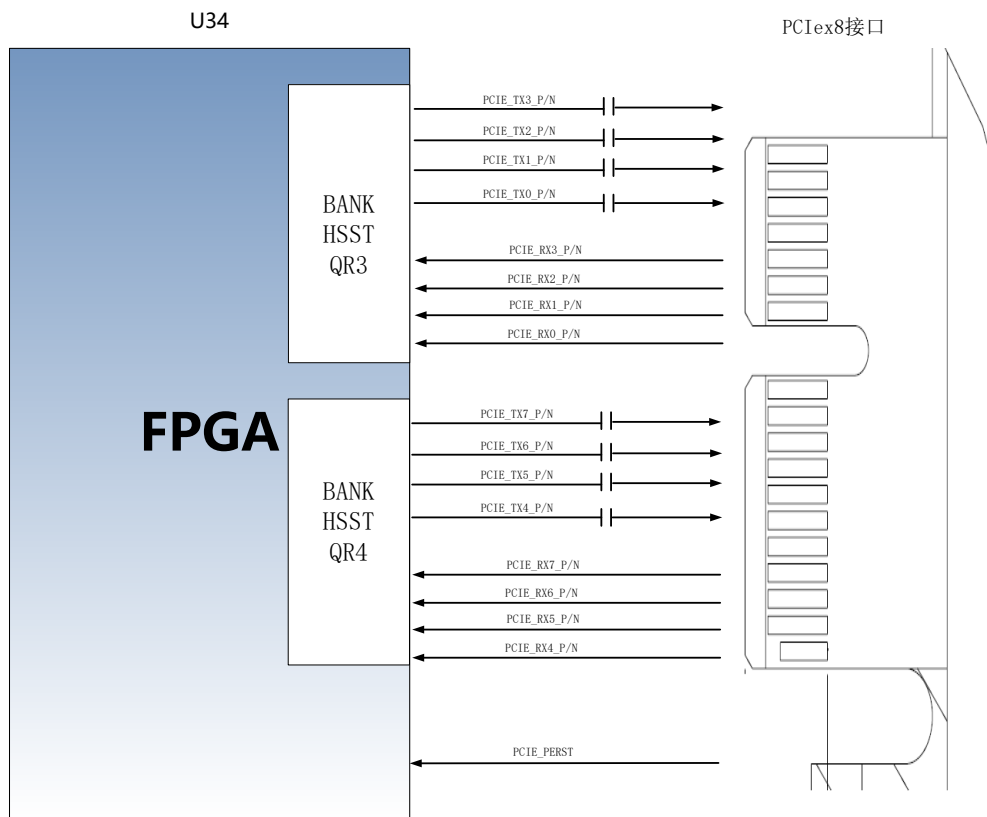 U34
PCIex8接口
PCIE_TX3_P/N
PCIE_TX2_P/N
PCIE_TX1_P/N
PCIE_TX0_P/N
BANK
HSST
QR3
PCIE_RX3_P/N
PCIE_RX2_P/N
PCIE_RX1_P/N
PCIE_RX0_P/N
FPGA
PCIE_TX7_P/N
PCIE_TX6_P/N
PCIE_TX5_P/N
PCIE_TX4_P/N
BANK
HSST
QR4
PCIE_RX7_P/N
PCIE_RX6_P/N
PCIE_RX5_P/N
PCIE_RX4_P/N
PCIE_PERST